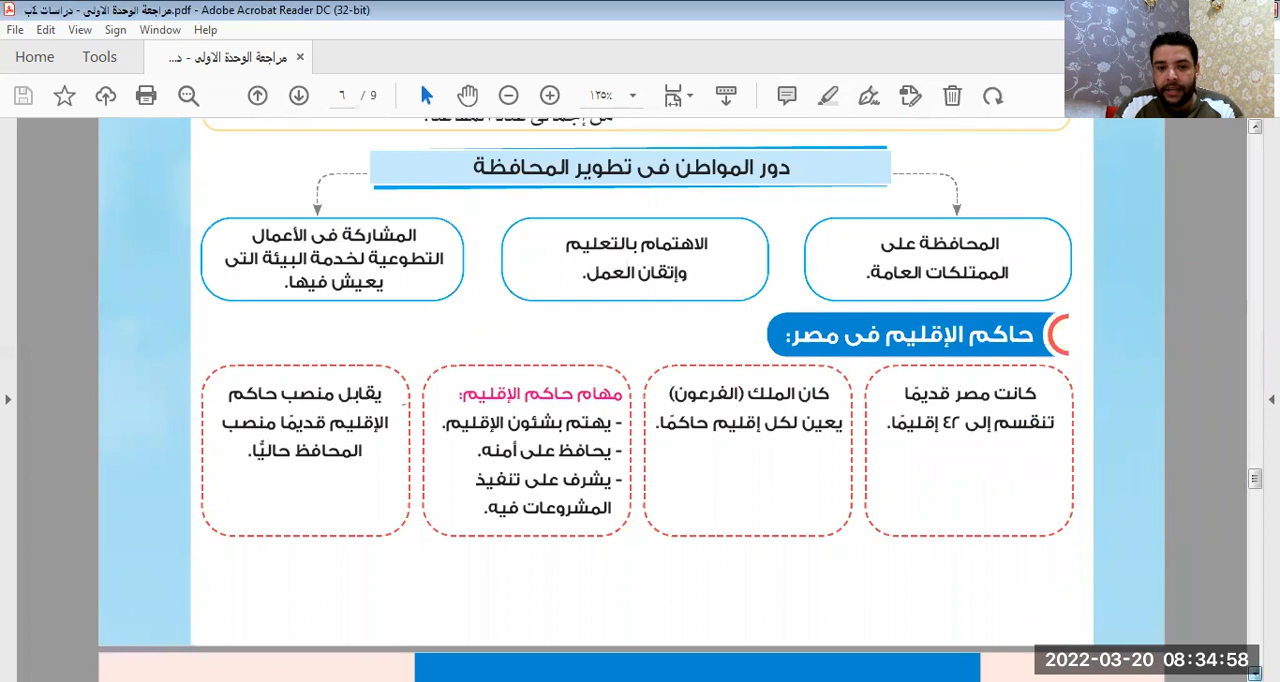 مراجعة الوحدة الاولى - دراسات ٤ب.pdf - Adobe Acrobat Reader DC (32-bit)
File Edit View Sign Window Help
Home Tools مراجعة الوحدة الاولى - د... ×
٦ / 9 ١٢٥%
دور المواطن فى تطوير المحافظة
المحافظة على
الممتلكات العامة.
الاهتمام بالتعليم
وإتقان العمل.
المشاركة فى الأعمال
التطوعية لخدمة البيئة التى
يعيش فيها.
حاكم الإقليم فى مصر:
كانت مصر قديمًا
تنقسم إلى ٤٢ إقليمًا.
كان الملك (الفرعون)
يعين لكل إقليم حاكمًا.
مهام حاكم الإقليم:
- يهتم بشئون الإقليم.
- يحافظ على أمنه.
- يشرف على تنفيذ
المشروعات فيه.
يقابل منصب حاكم
الإقليم قديمًا منصب
المحافظ حاليًّا.
2022-03-20 08:34:58